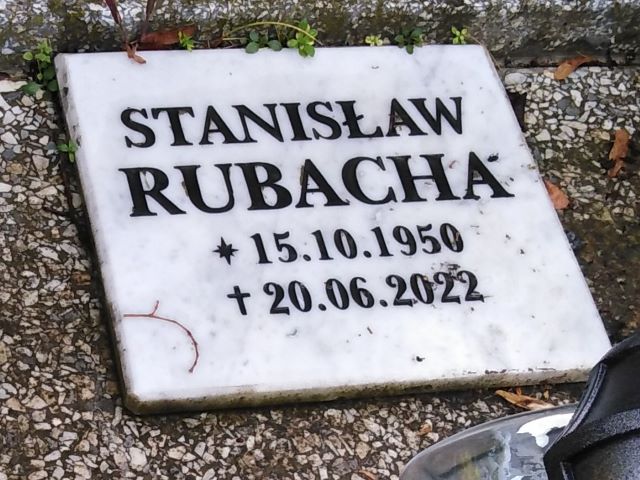 STANISŁAW
RUBACHA
* 15.10.1950
† 20.06.2022